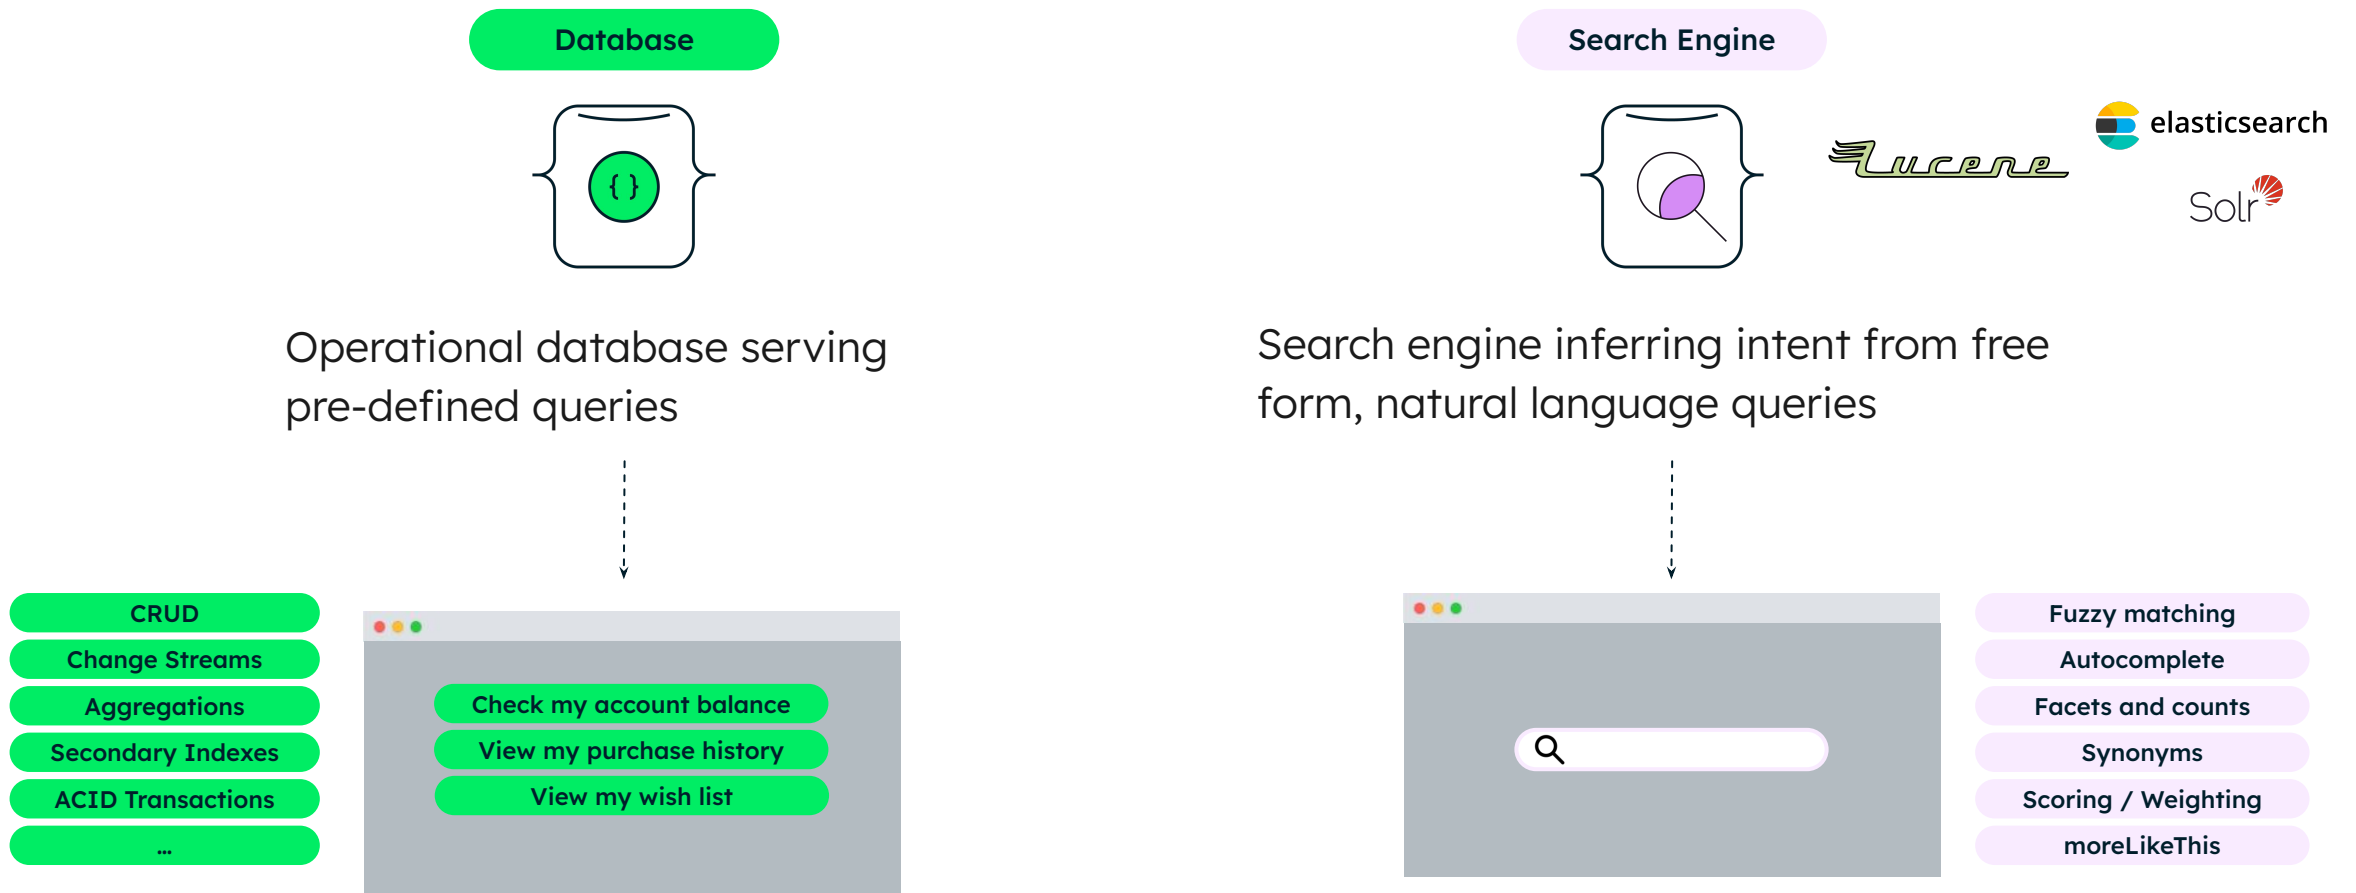 Database
{ }
Operational database serving
pre-defined queries
CRUD
Change Streams
Aggregations
Secondary Indexes
ACID Transactions
...
Check my account balance
View my purchase history
View my wish list
Search Engine
Lucene
elasticsearch
Solr
Search engine inferring intent from free
form, natural language queries
Fuzzy matching
Autocomplete
Facets and counts
Synonyms
Scoring / Weighting
moreLikeThis